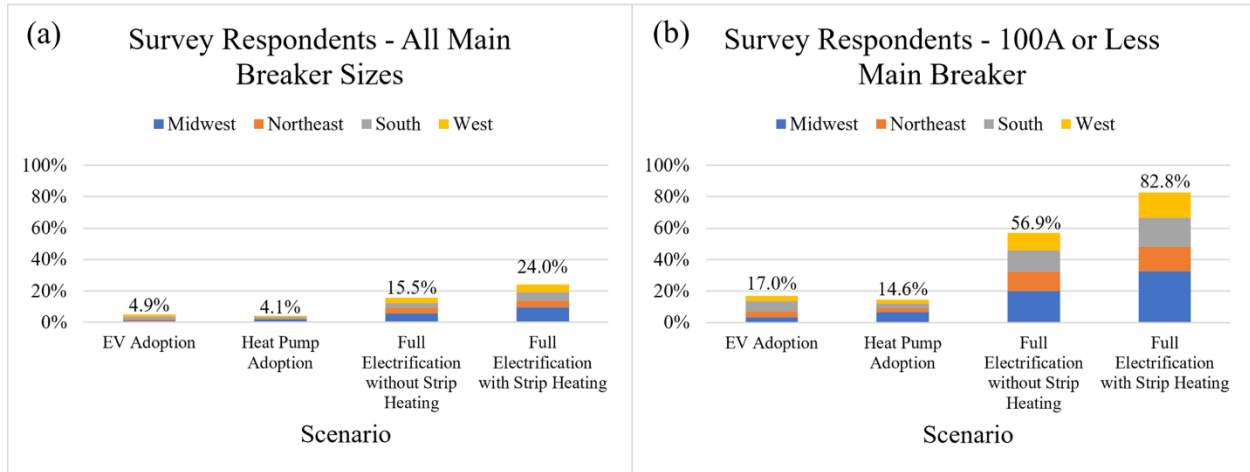 (a)
Survey Respondents - All Main
Breaker Sizes
Midwest Northeast South West
100%
80%
60%
40%
20%
0%
4.9%
4.1%
15.5%
24.0%
EV Adoption
Heat Pump
Adoption
Full
Electrification
without Strip
Heating
Full
Electrification
with Strip Heating
Scenario
(b)
Survey Respondents - 100A or Less
Main Breaker
Midwest Northeast South West
100%
80%
60%
40%
20%
0%
17.0%
14.6%
56.9%
82.8%
EV Adoption
Heat Pump
Adoption
Full
Electrification
without Strip
Heating
Full
Electrification
with Strip Heating
Scenario